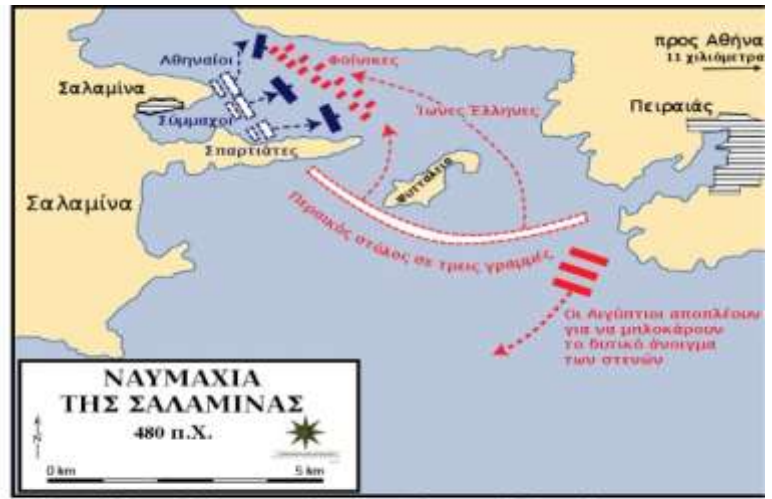 Αθηναίοι
Φοίνικες
προς Αθήνα
11 χιλιόμετρα
Σαλαμίνα
Σύμμαχοι
Ίωνες Έλληνες
Πειραιάς
Σπαρτιάτες
Ψυττάλεια
Σαλαμίνα
Περσικός στόλος σε τρεις γραμμές
Οι Αιγύπτιοι αποπλέουν
για να μπλοκάρουν
το δυτικό άνοιγμα
των στενών
ΝΑΥΜΑΧΙΑ
ΤΗΣ ΣΑΛΑΜΙΝΑΣ
480 π.Χ.
N
0 km
5 km